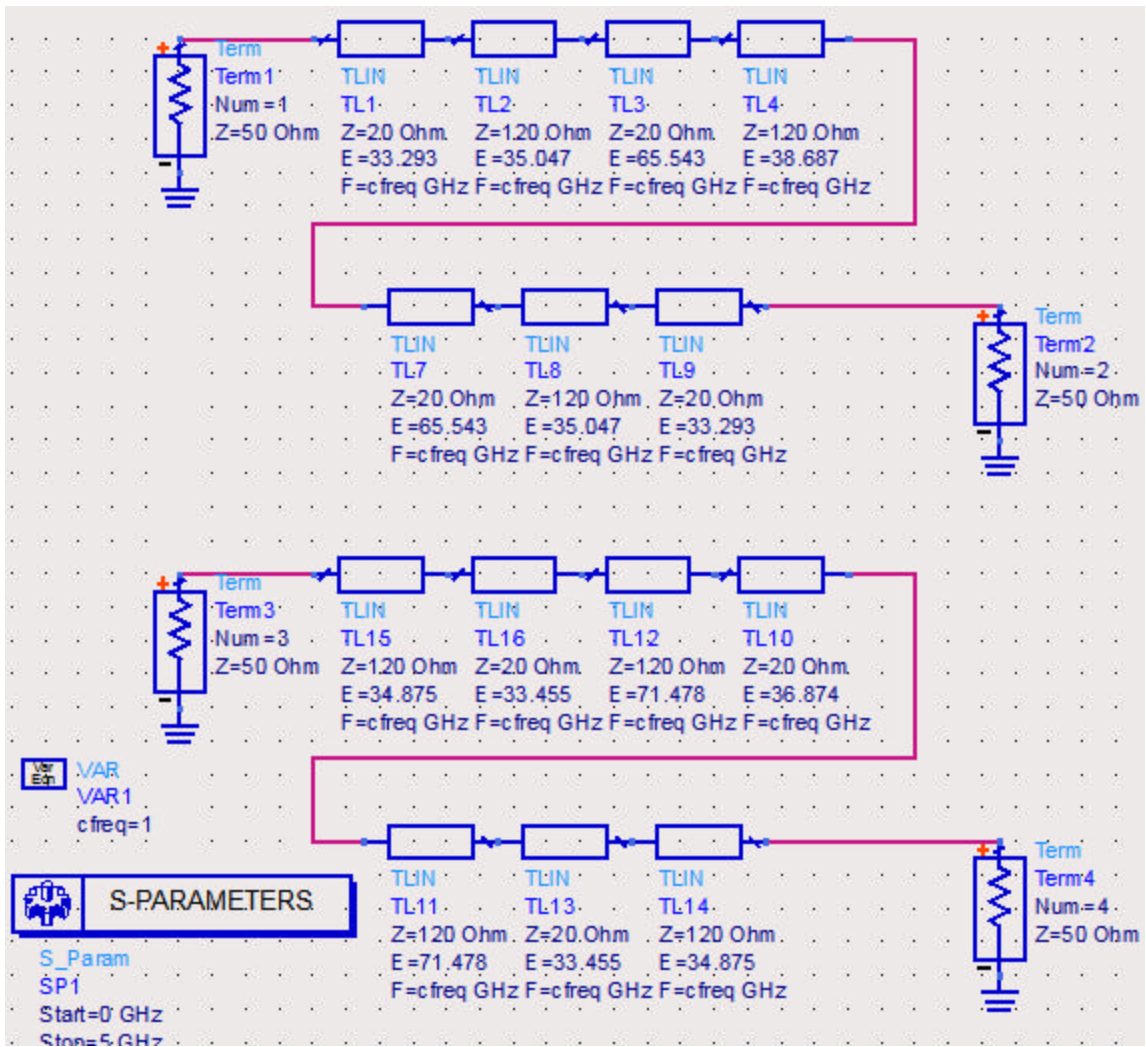 Term
Term1
Num=1
Z=50 Ohm
TLIN
TL1
Z=20 Ohm
E=33.293
F=cfreq GHz
TLIN
TL2
Z=120 Ohm
E=35.047
F=cfreq GHz
TLIN
TL3
Z=20 Ohm
E=65.543
F=cfreq GHz
TLIN
TL4
Z=120 Ohm
E=38.687
F=cfreq GHz
TLIN
TL7
Z=20 Ohm
E=65.543
F=cfreq GHz
TLIN
TL8
Z=120 Ohm
E=35.047
F=cfreq GHz
TLIN
TL9
Z=20 Ohm
E=33.293
F=cfreq GHz
Term
Term2
Num=2
Z=50 Ohm
Term
Term3
Num=3
Z=50 Ohm
TLIN
TL15
Z=120 Ohm
E=34.875
F=cfreq GHz
TLIN
TL16
Z=20 Ohm
E=33.455
F=cfreq GHz
TLIN
TL12
Z=120 Ohm
E=71.478
F=cfreq GHz
TLIN
TL10
Z=20 Ohm
E=36.874
F=cfreq GHz
Var
Eqn
VAR
VAR1
cfreq=1
TLIN
TL11
Z=120 Ohm
E=71.478
F=cfreq GHz
TLIN
TL13
Z=20 Ohm
E=33.455
F=cfreq GHz
TLIN
TL14
Z=120 Ohm
E=34.875
F=cfreq GHz
Term
Term4
Num=4
Z=50 Ohm
S-PARAMETERS
S_Param
SP1
Start=0 GHz
Stop=5 GHz